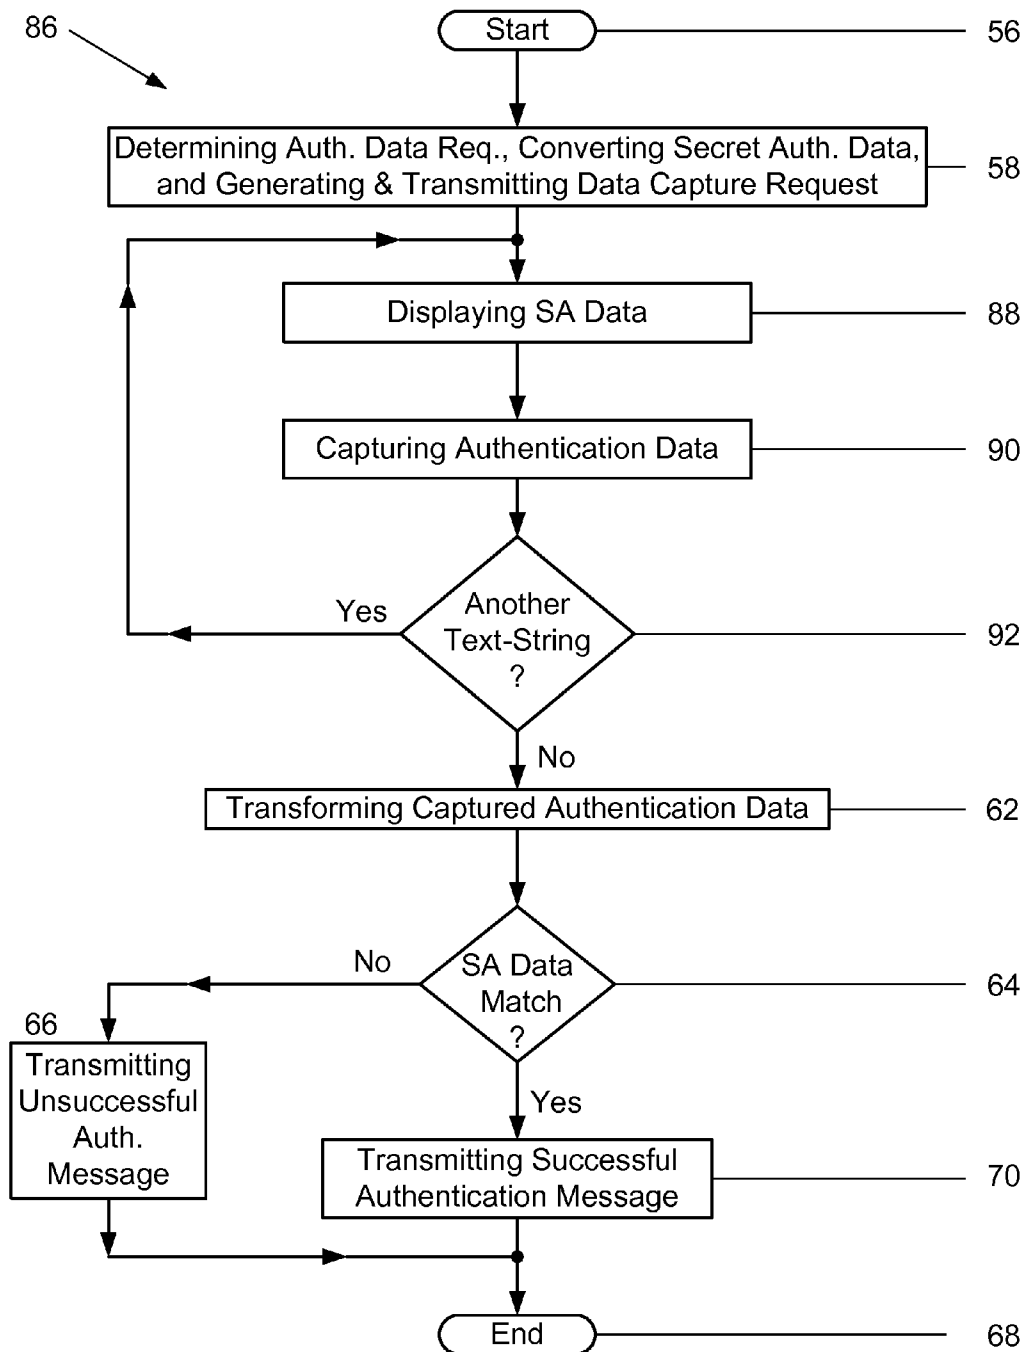 86
Start
56
Determining Auth. Data Req., Converting Secret Auth. Data,
and Generating & Transmitting Data Capture Request
58
Displaying SA Data
88
Capturing Authentication Data
90
Another
Text-String
?
Yes
92
No
Transforming Captured Authentication Data
62
SA Data
Match
?
No
64
66
Transmitting
Unsuccessful
Auth.
Message
Yes
Transmitting Successful
Authentication Message
70
End
68